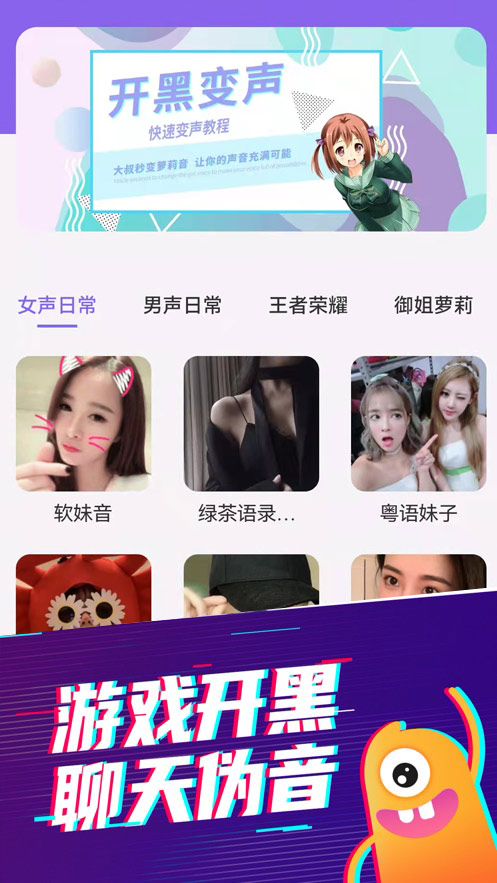 开黑变声
快速变声教程
大叔秒变萝莉音 让你的声音充满可能
女声日常 男声日常 王者荣耀 御姐萝莉
软妹音 绿茶语录... 粤语妹子
游戏开黑
聊天伪音